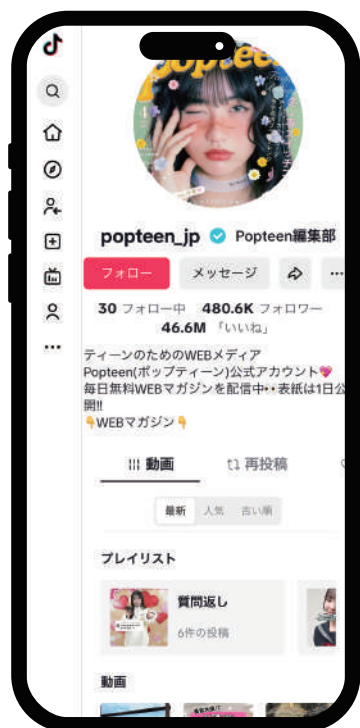 popteen
popteen_jp Popteen編集部
フォロー メッセージ
30 フォロー中 480.6K フォロワー
46.6M 「いいね」
ティーンのためのWEBメディア
Popteen(ポップティーン)公式アカウント💖
毎日無料WEBマガジンを配信中👀表紙は1日公
開!!
👇WEBマガジン👇
動画 再投稿
最新 人気 古い順
プレイリスト
質問返し
6件の投稿
動画